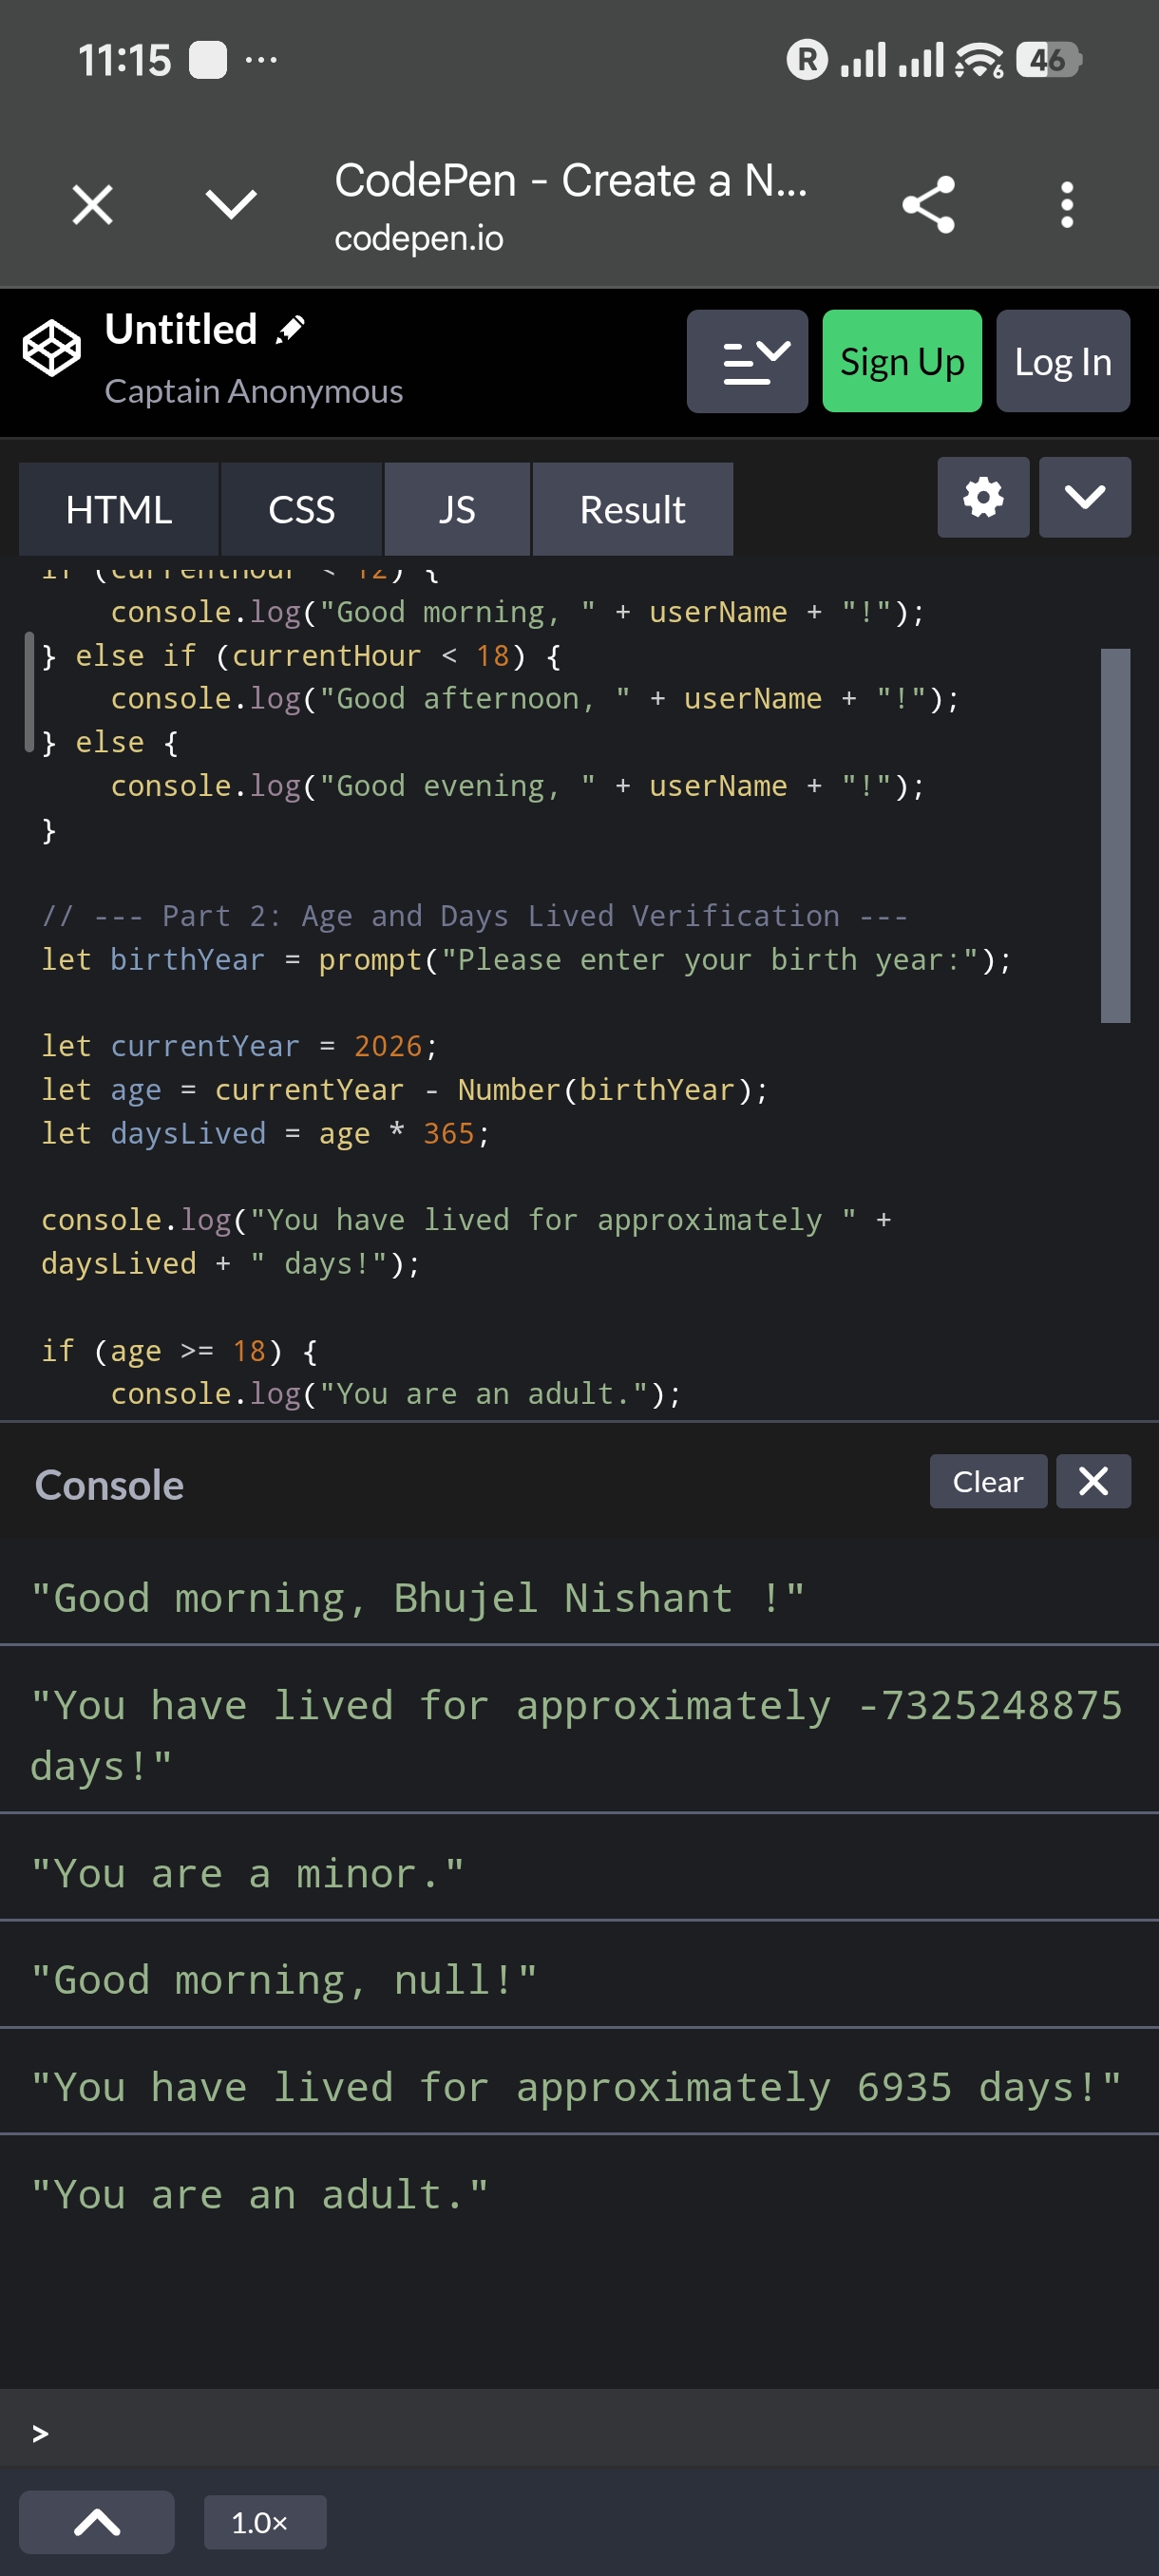 11:15
R
6
46
CodePen - Create a N...
codepen.io
Untitled
Captain Anonymous
Sign Up
Log In
HTML
CSS
JS
Result
if (currentHour < 12) {
    console.log("Good morning, " + userName + "!");
} else if (currentHour < 18) {
    console.log("Good afternoon, " + userName + "!");
} else {
    console.log("Good evening, " + userName + "!");
}
// --- Part 2: Age and Days Lived Verification ---
let birthYear = prompt("Please enter your birth year:");
let currentYear = 2026;
let age = currentYear - Number(birthYear);
let daysLived = age * 365;
console.log("You have lived for approximately " +
daysLived + " days!");
if (age >= 18) {
    console.log("You are an adult.");
Console
Clear
"Good morning, Bhujel Nishant !"
"You have lived for approximately -7325248875
days!"
"You are a minor."
"Good morning, null!"
"You have lived for approximately 6935 days!"
"You are an adult."
>
1.0×